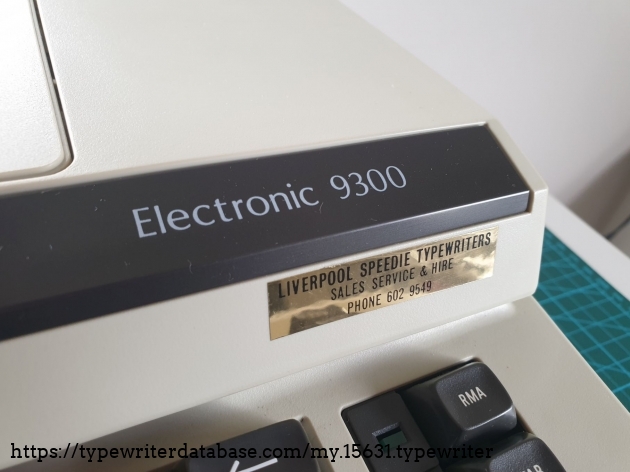 Electronic 9300
LIVERPOOL SPEEDIE TYPEWRITERS
SALES SERVICE & HIRE
PHONE 602 9549
RMA
https://typewriterdatabase.com/my.15631.typewriter